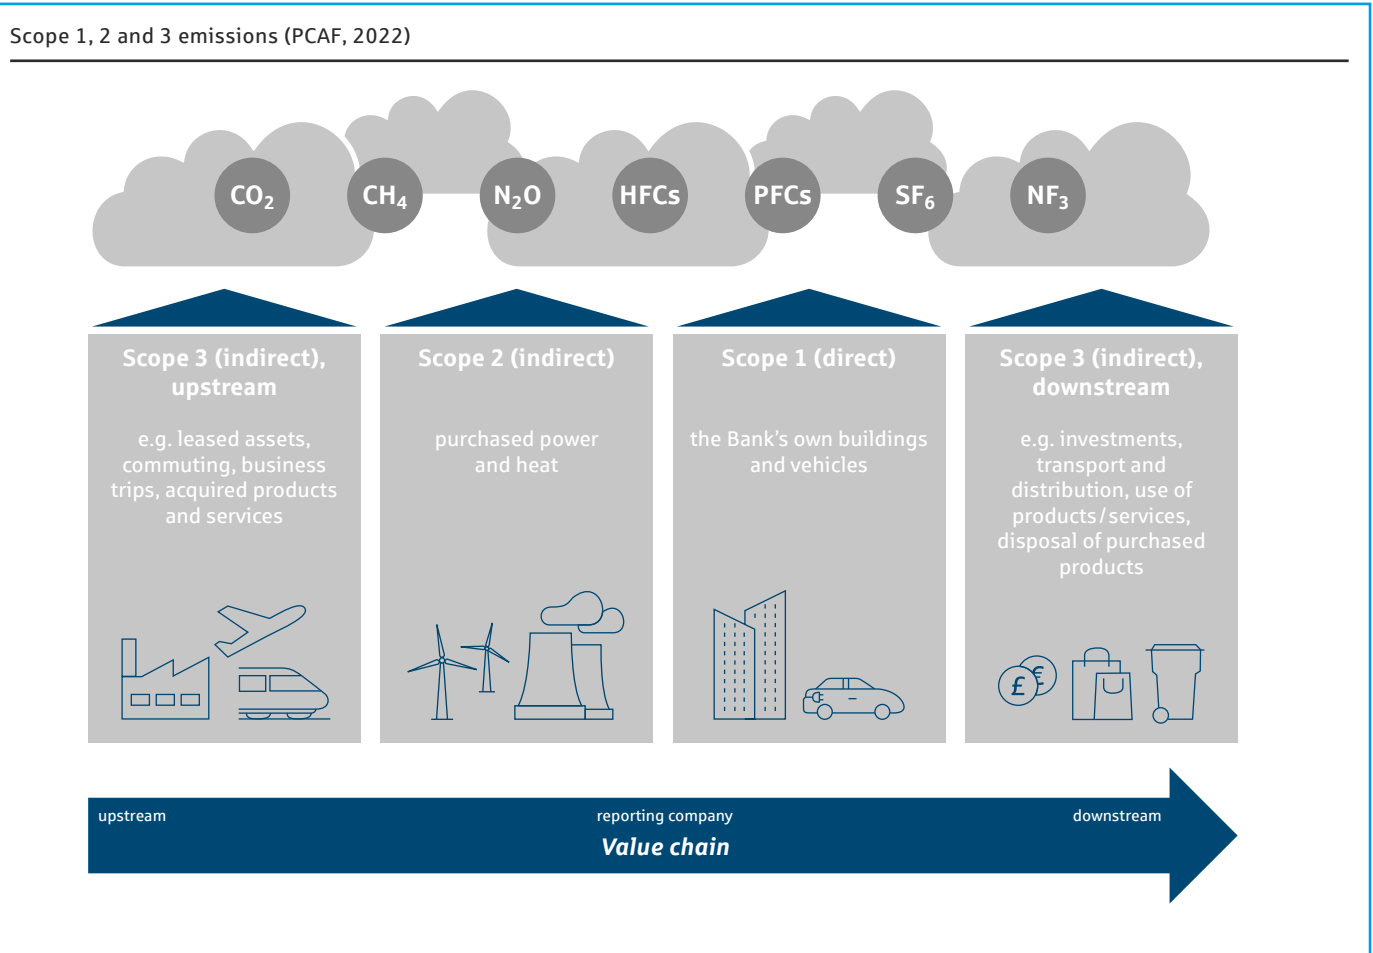 Scope 1, 2 and 3 emissions (PCAF, 2022)
CO₂
CH₄
N₂O
HFCs
PFCs
SF₆
NF₃
Scope 3 (indirect),
upstream
e.g. leased assets,
commuting, business
trips, acquired products
and services
Scope 2 (indirect)
purchased power
and heat
Scope 1 (direct)
the Bank’s own buildings
and vehicles
Scope 3 (indirect),
downstream
e.g. investments,
transport and
distribution, use of
products/services,
disposal of purchased
products
£
€
upstream
reporting company
downstream
Value chain